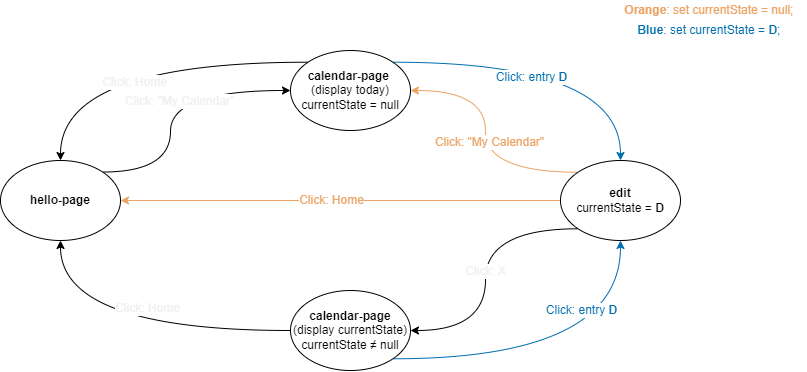 Orange: set currentState = null;
Blue: set currentState = D;
Click: Home
calendar-page
(display today)
currentState = null
Click: entry D
Click: "My Calendar"
Click: "My Calendar"
hello-page
Click: Home
edit
currentState = D
Click: X
Click: Home
calendar-page
(display currentState)
currentState ≠ null
Click: entry D